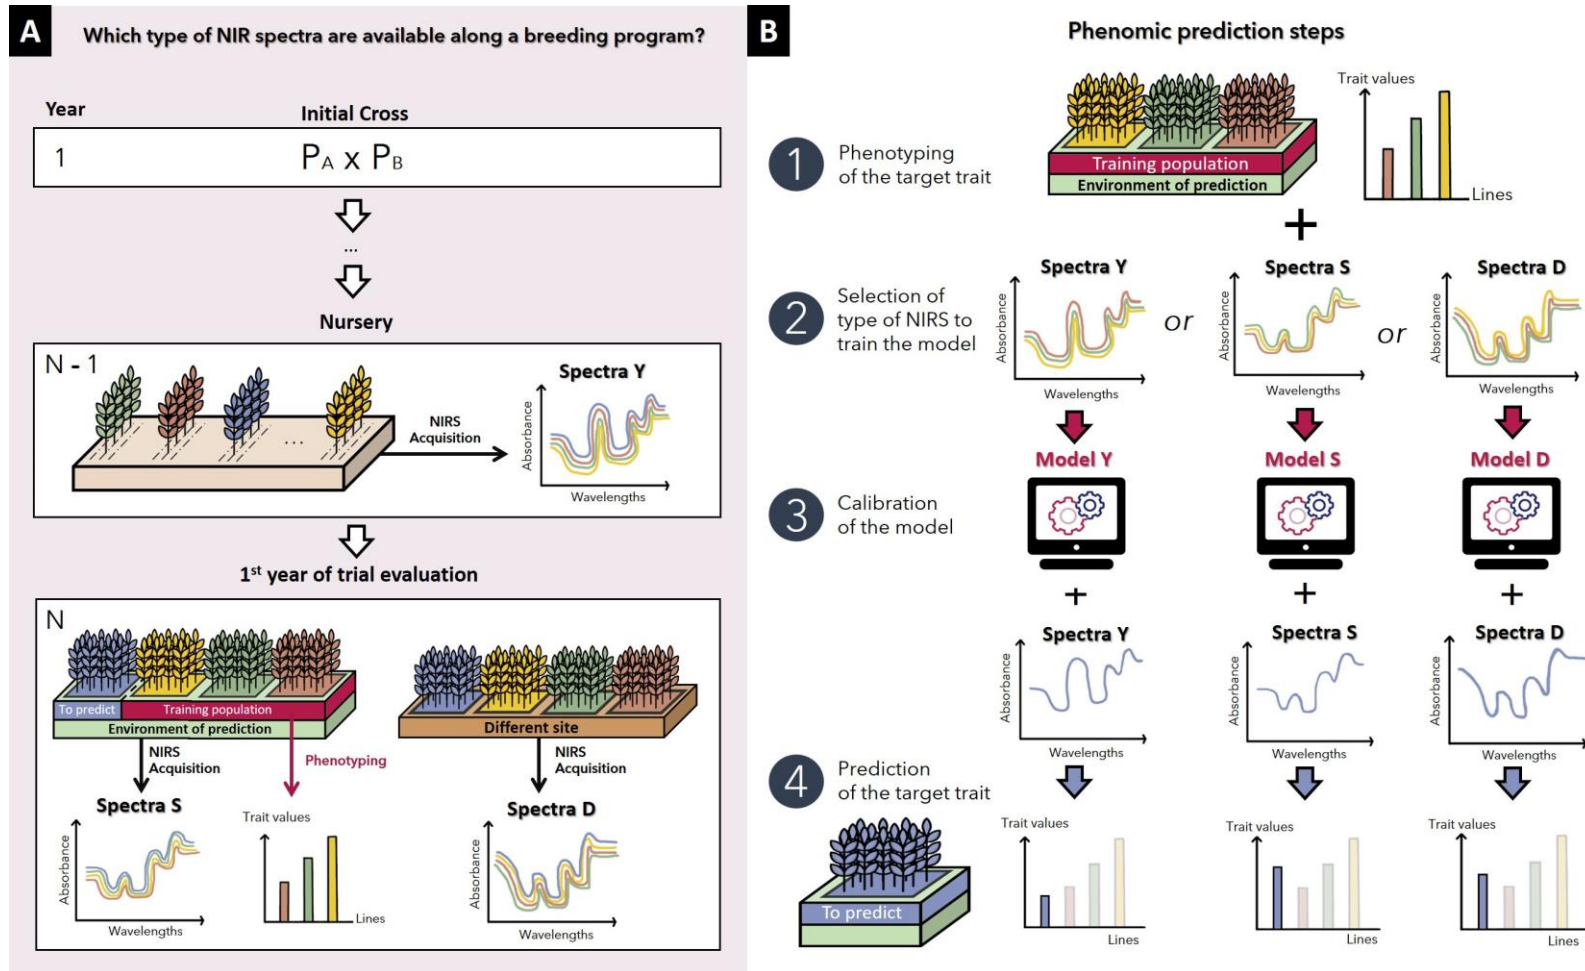 A
Which type of NIR spectra are available along a breeding program?
Year
Initial Cross
1
PA x PB
...
Nursery
N - 1
...
NIRS
Acquisition
Spectra Y
Absorbance
Wavelengths
1st year of trial evaluation
N
To predict
Training population
Environment of prediction
Different site
NIRS
Acquisition
Phenotyping
NIRS
Acquisition
Spectra S
Absorbance
Wavelengths
Trait values
Lines
Spectra D
Absorbance
Wavelengths
B
Phenomic prediction steps
1
Phenotyping
of the target trait
Training population
Environment of prediction
Trait values
Lines
+
2
Selection of
type of NIRS to
train the model
Spectra Y
Absorbance
Wavelengths
or
Spectra S
Absorbance
Wavelengths
or
Spectra D
Absorbance
Wavelengths
3
Calibration
of the model
Model Y
Model S
Model D
+
+
+
Spectra Y
Absorbance
Wavelengths
Spectra S
Absorbance
Wavelengths
Spectra D
Absorbance
Wavelengths
4
Prediction
of the target trait
To predict
Trait values
Lines
Trait values
Lines
Trait values
Lines